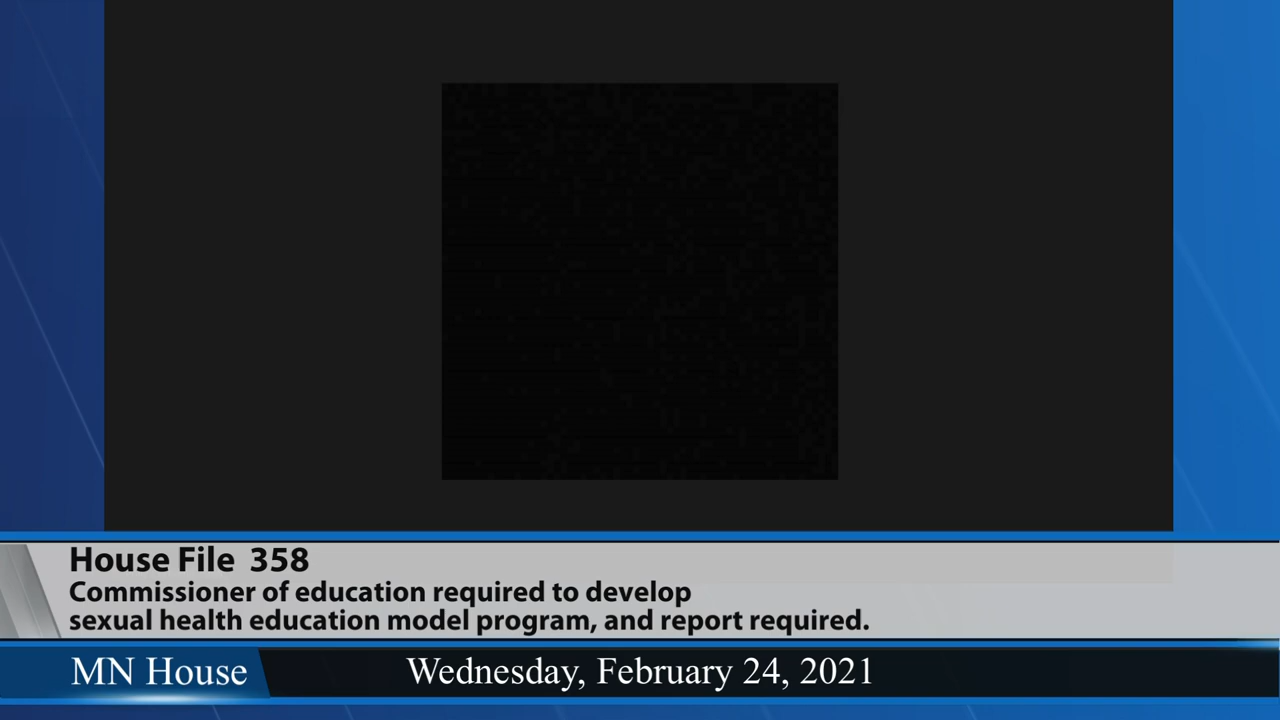 House File 358
Commissioner of education required to develop
sexual health education model program, and report required.
MN House Wednesday, February 24, 2021